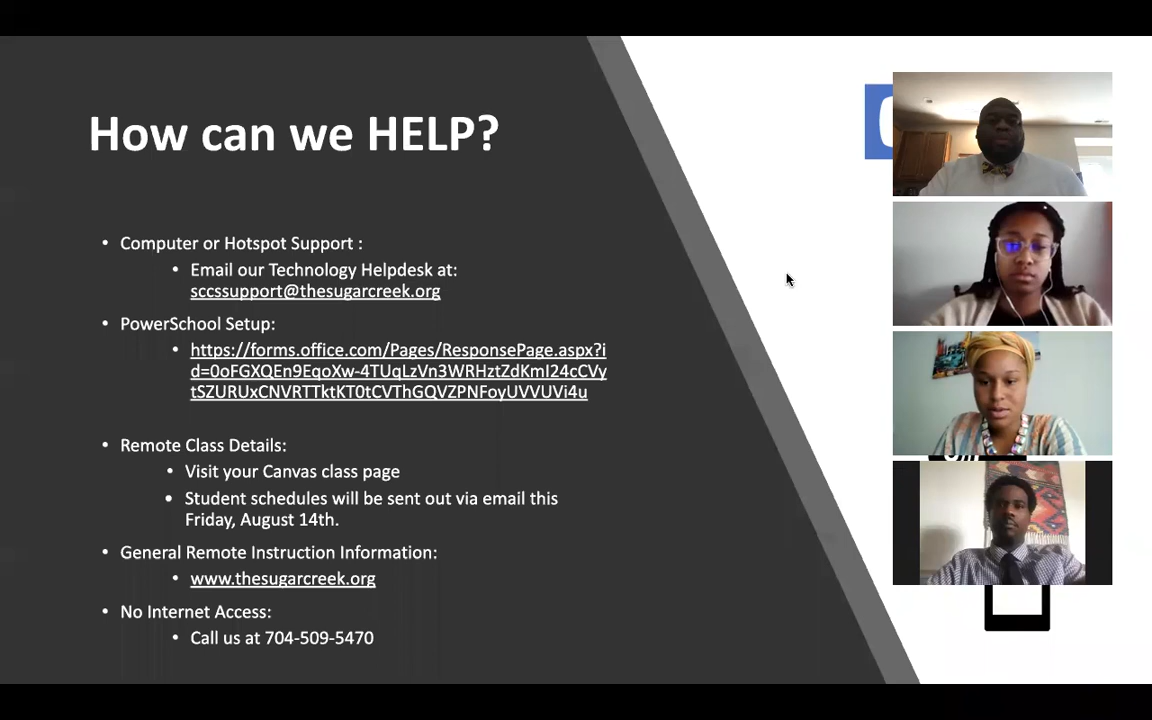 How can we HELP?
• Computer or Hotspot Support :
• Email our Technology Helpdesk at:
sccssupport@thesugarcreek.org
• PowerSchool Setup:
• https://forms.office.com/Pages/ResponsePage.aspx?i
d=0oFGXQEn9EqoXw-4TUqLzVn3WRHztZdKmI24cCVy
tSZURUxCNVRTTktKT0tCVThGQVZPNFoyUVVUVi4u
• Remote Class Details:
• Visit your Canvas class page
• Student schedules will be sent out via email this
Friday, August 14th.
• General Remote Instruction Information:
• www.thesugarcreek.org
• No Internet Access:
• Call us at 704-509-5470